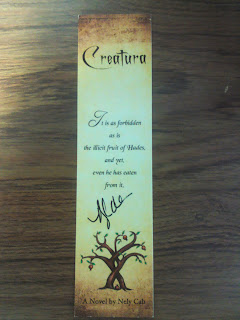 Creatura
It is as forbidden
as is
the illicit fruit of Hades,
and yet,
even he has eaten
from it.
A Novel by Nely Cab